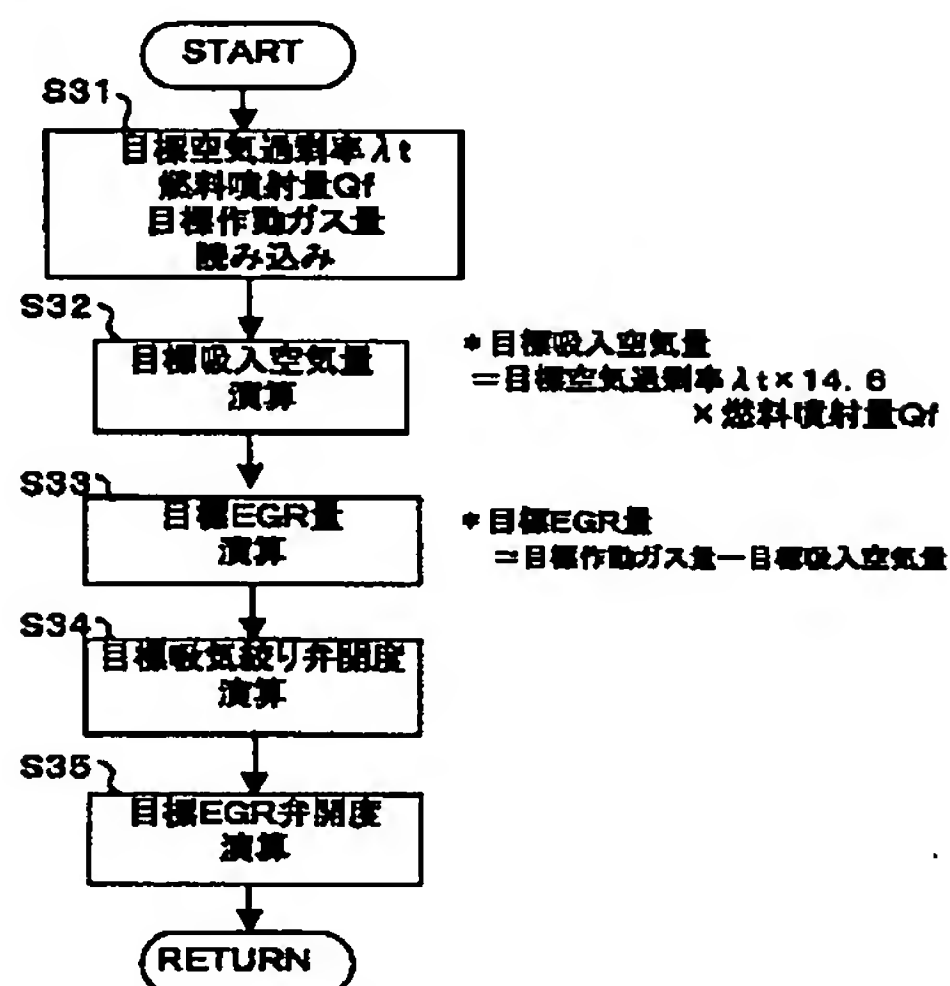 START
S31
目標空気過剰率λt
燃料噴射量Qf
目標作動ガス量
読み込み
S32
目標吸入空気量
演算
*目標吸入空気量
=目標空気過剰率λt×14.6
×燃料噴射量Qf
S33
目標EGR量
演算
*目標EGR量
=目標作動ガス量-目標吸入空気量
S34
目標吸気絞り弁開度
演算
S35
目標EGR弁開度
演算
RETURN